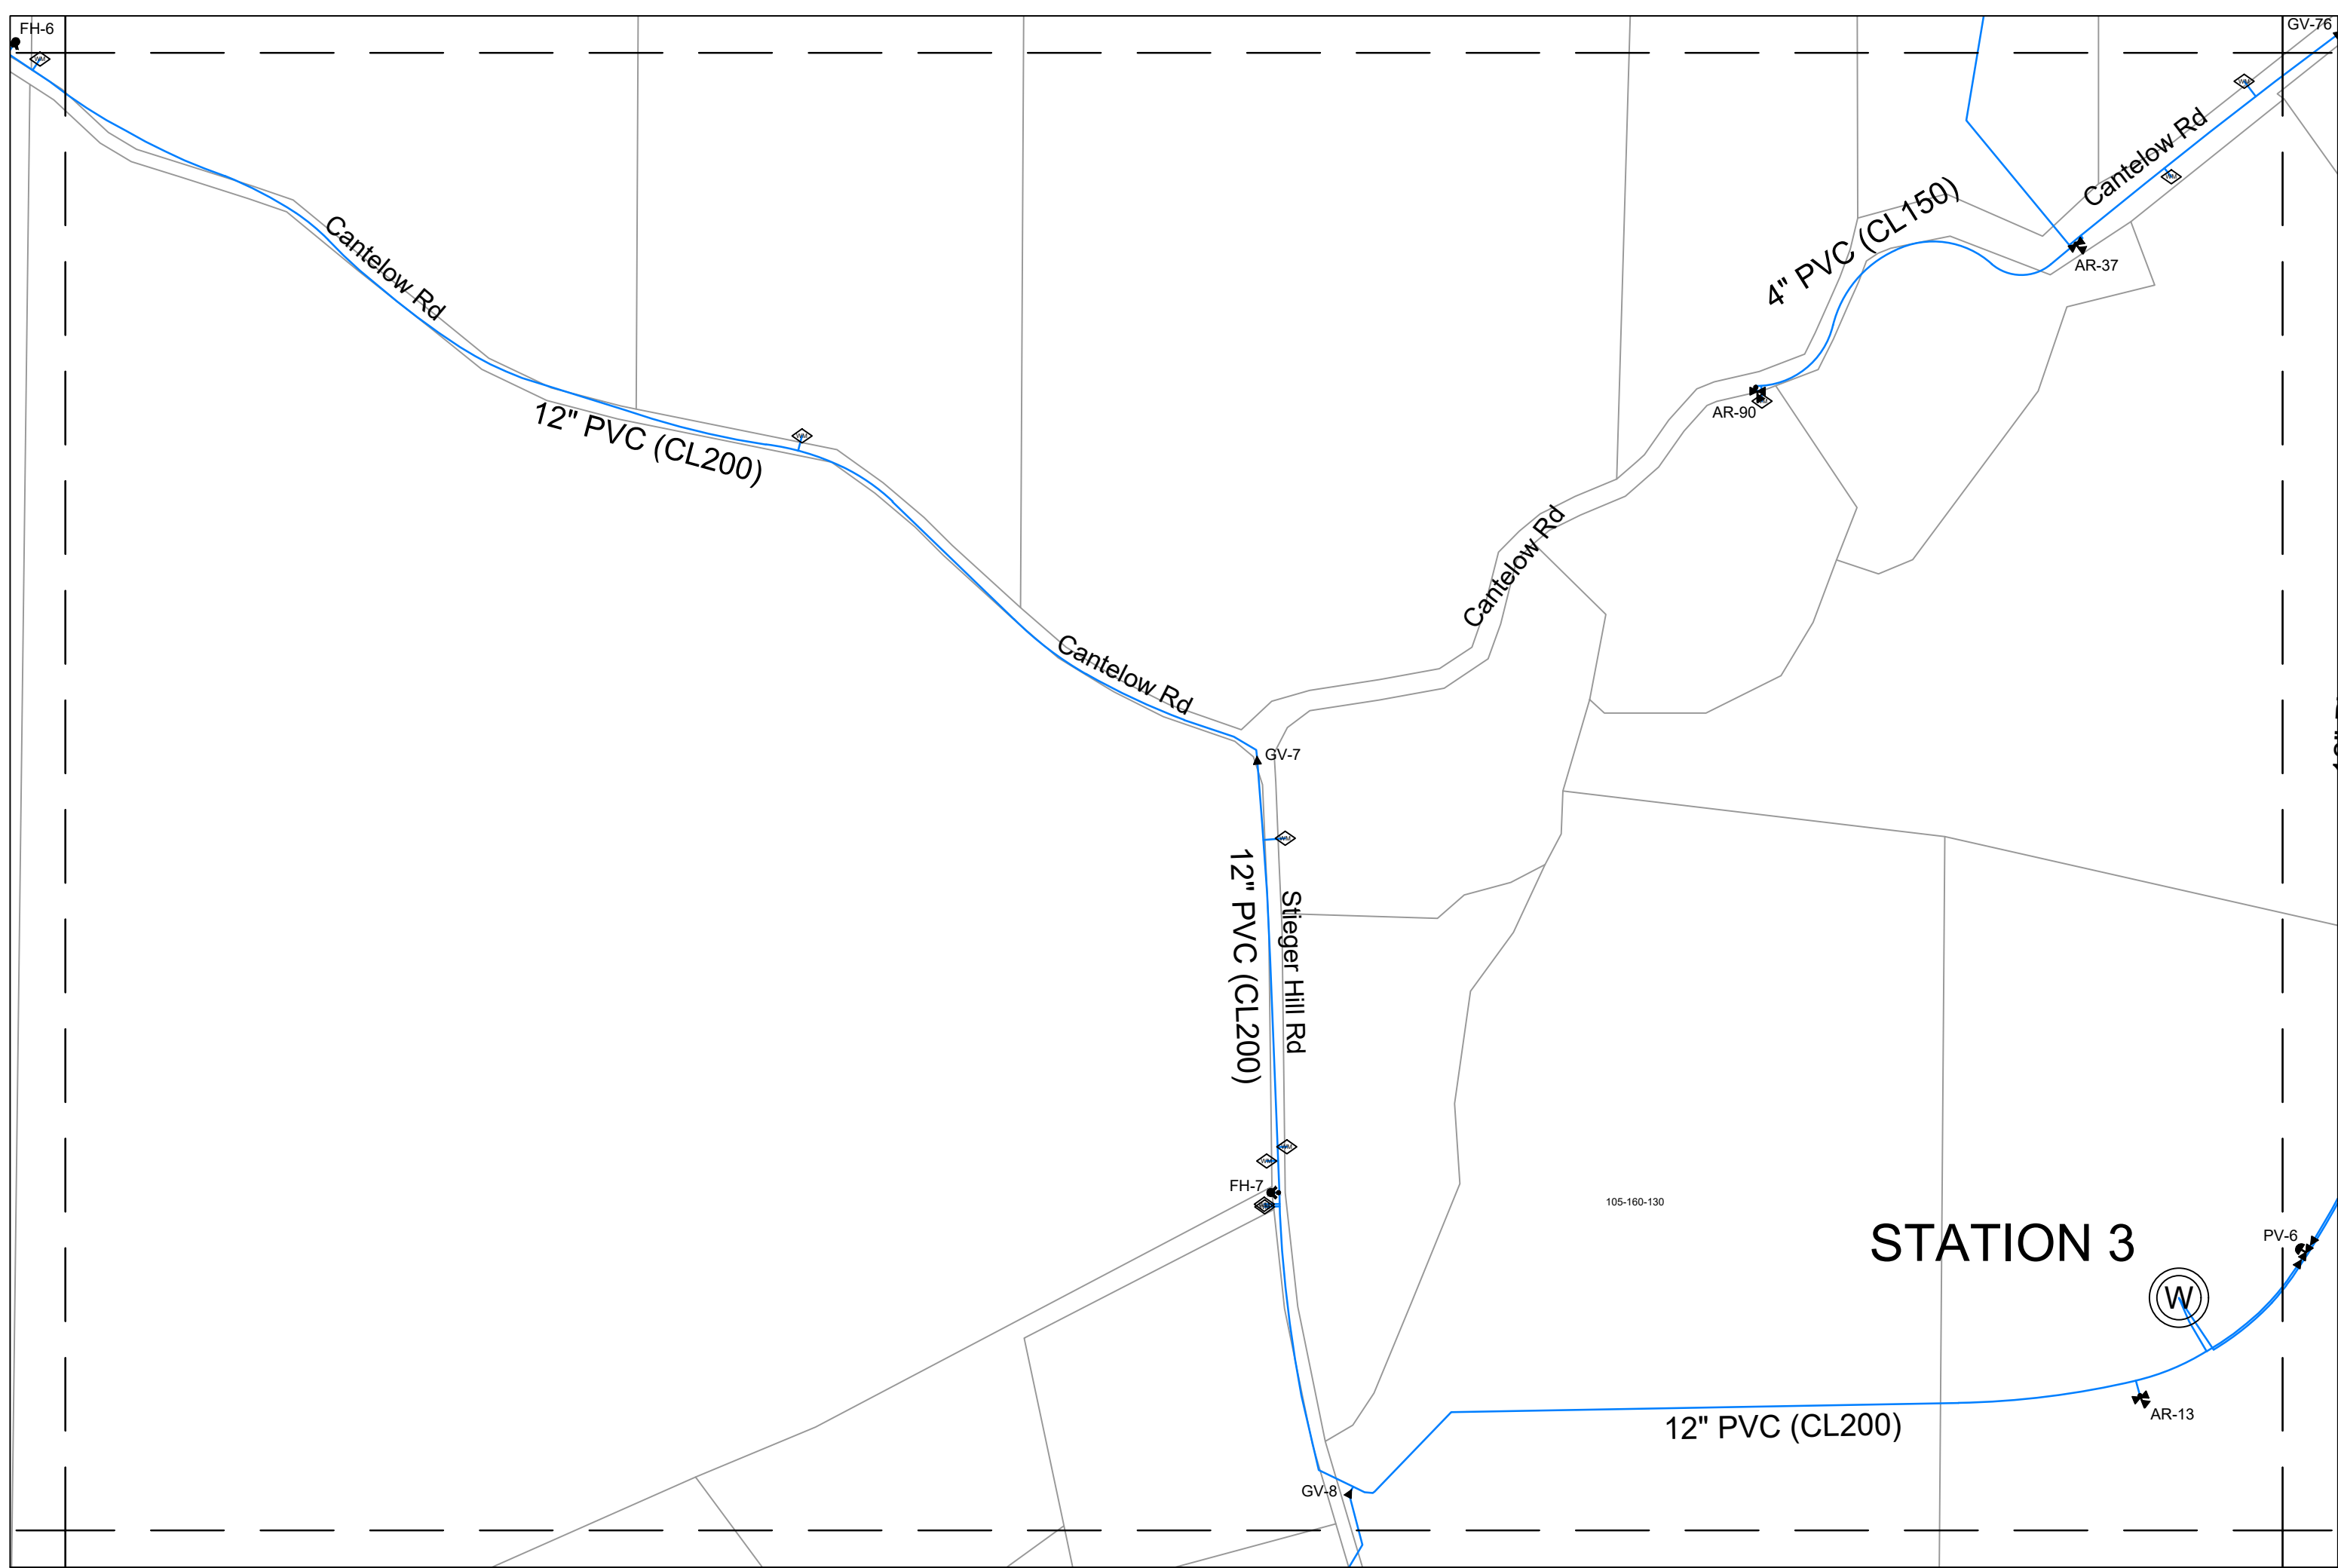 FH-6
GV-76
Cantelow Rd
Cantelow Rd
4" PVC (CL150)
AR-37
12" PVC (CL200)
AR-90
Cantelow Rd
Cantelow Rd
GV-7
12" PVC (CL200)
Stieger Hill Rd
FH-7
105-160-130
STATION 3
PV-6
W
AR-13
12" PVC (CL200)
GV-8